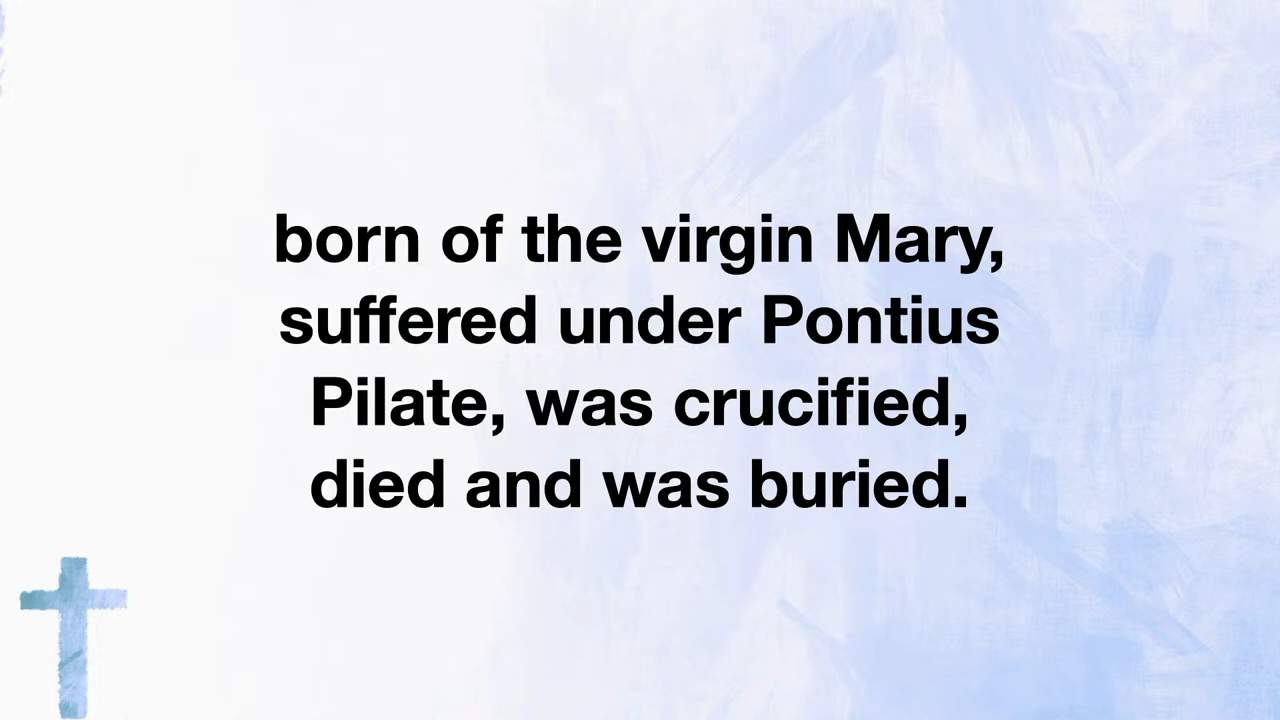 born of the virgin Mary,
suffered under Pontius
Pilate, was crucified,
died and was buried.